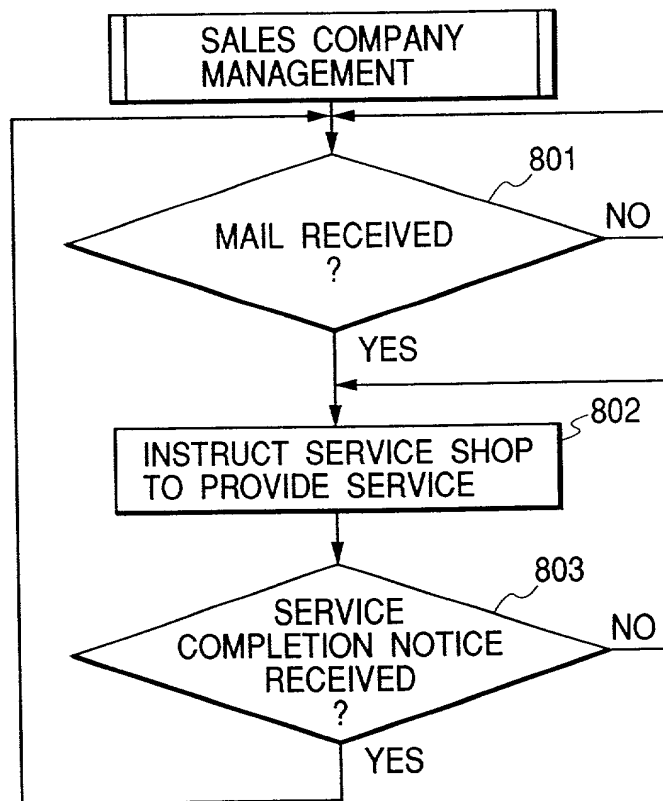 SALES COMPANY
MANAGEMENT
801
MAIL RECEIVED
?
NO
YES
802
INSTRUCT SERVICE SHOP
TO PROVIDE SERVICE
803
SERVICE
COMPLETION NOTICE
RECEIVED
?
NO
YES